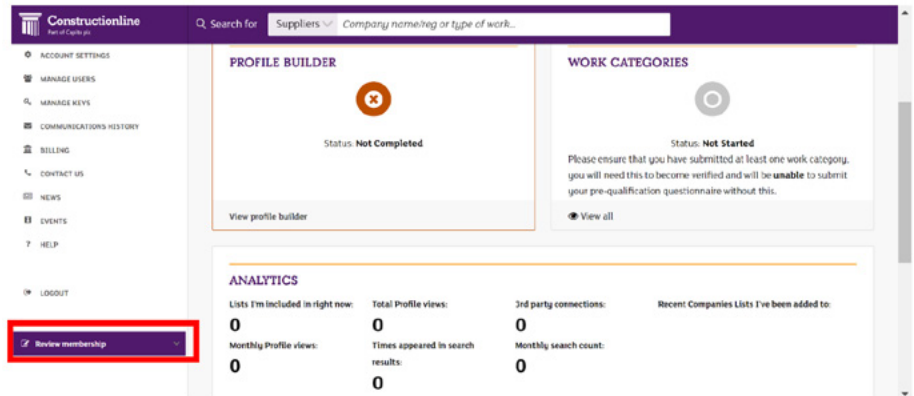 Constructionline
Part of Capita plc
Search for Suppliers Company name/reg or type of work...
ACCOUNT SETTINGS
MANAGE USERS
MANAGE KEYS
COMMUNICATIONS HISTORY
BILLING
CONTACT US
NEWS
EVENTS
? HELP
LOGOUT
Review membership
PROFILE BUILDER
Status: Not Completed
View profile builder
WORK CATEGORIES
Status: Not Started
Please ensure that you have submitted at least one work category,
you will need this to become verified and will be unable to submit
your pre-qualification questionnaire without this.
View all
ANALYTICS
Lists I'm included in right now:
0
Total Profile views:
0
3rd party connections:
0
Recent Companies Lists I've been added to:
Monthly Profile views:
0
Times appeared in search
results:
0
Monthly search count:
0